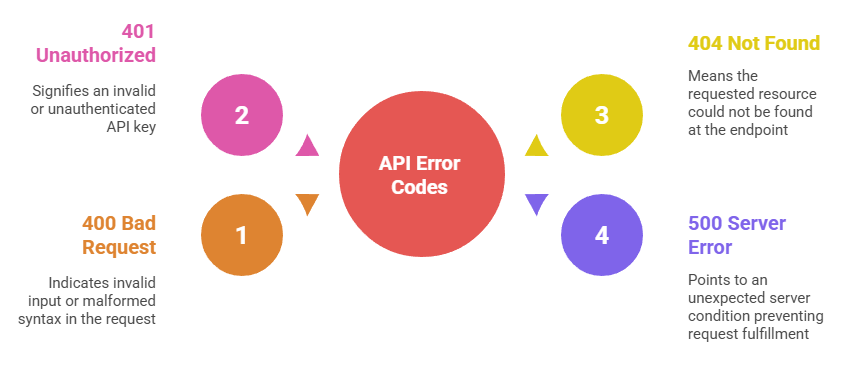 401
Unauthorized
Signifies an invalid
or unauthenticated
API key
2
400 Bad
Request
Indicates invalid
input or malformed
syntax in the request
1
API Error
Codes
3
404 Not Found
Means the
requested resource
could not be found
at the endpoint
4
500 Server
Error
Points to an
unexpected server
condition preventing
request fulfillment